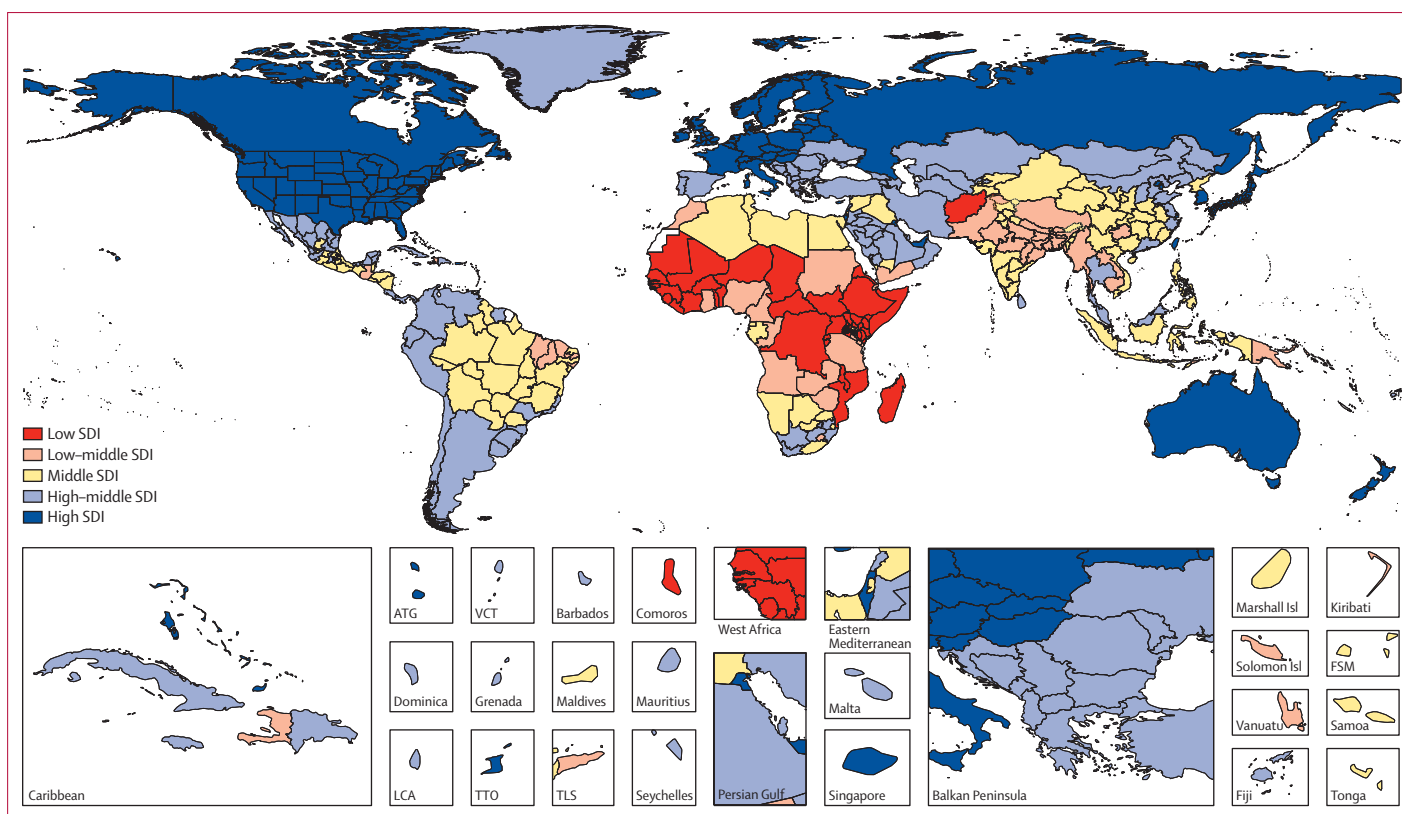 Low SDI
Low–middle SDI
Middle SDI
High–middle SDI
High SDI
Caribbean
ATG
VCT
Barbados
Comoros
West Africa
Eastern
Mediterranean
Dominica
Grenada
Maldives
Mauritius
Malta
LCA
TTO
TLS
Seychelles
Persian Gulf
Singapore
Balkan Peninsula
Marshall Isl
Kiribati
Solomon Isl
FSM
Vanuatu
Samoa
Fiji
Tonga